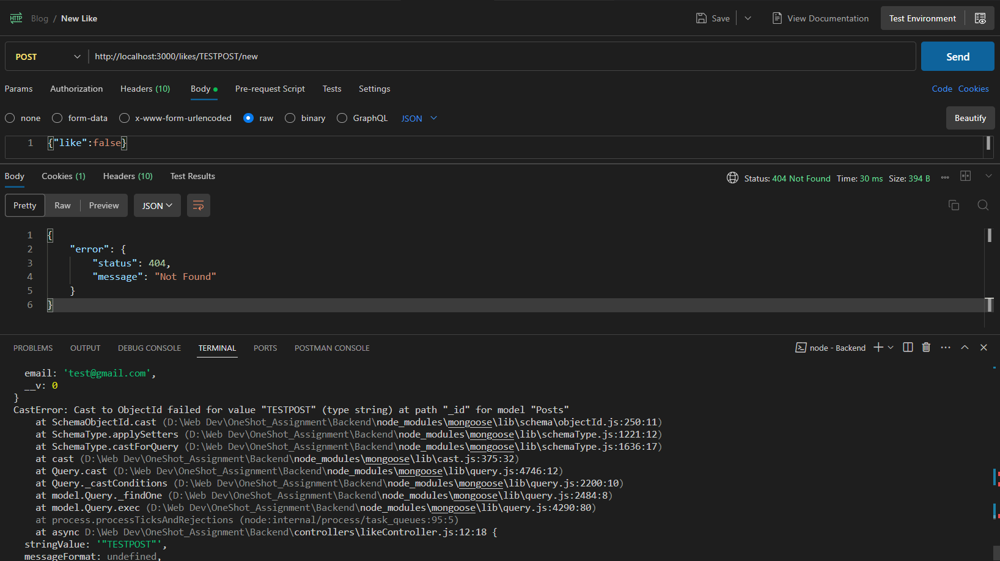 HTTP Blog / New Like Save View Documentation Test Environment
POST http://localhost:3000/likes/TESTPOST/new Send
Params Authorization Headers (10) Body Pre-request Script Tests Settings Code Cookies
none form-data x-www-form-urlencoded raw binary GraphQL JSON Beautify
1 {"like":false}
Body Cookies (1) Headers (10) Test Results Status: 404 Not Found Time: 30 ms Size: 394 B
Pretty Raw Preview JSON
1 {
2 "error": {
3 "status": 404,
4 "message": "Not Found"
5 }
6 }
PROBLEMS OUTPUT DEBUG CONSOLE TERMINAL PORTS POSTMAN CONSOLE node - Backend
email: 'test@gmail.com',
__v: 0
}
CastError: Cast to ObjectId failed for value "TESTPOST" (type string) at path "_id" for model "Posts"
at SchemaObjectId.cast (D:\Web Dev\OneShot_Assignment\Backend\node_modules\mongoose\lib\schema\objectId.js:250:11)
at SchemaType.applySetters (D:\Web Dev\OneShot_Assignment\Backend\node_modules\mongoose\lib\schemaType.js:1221:12)
at SchemaType.castForQuery (D:\Web Dev\OneShot_Assignment\Backend\node_modules\mongoose\lib\schemaType.js:1636:17)
at cast (D:\Web Dev\OneShot_Assignment\Backend\node_modules\mongoose\lib\cast.js:375:32)
at Query.cast (D:\Web Dev\OneShot_Assignment\Backend\node_modules\mongoose\lib\query.js:4746:12)
at Query._castConditions (D:\Web Dev\OneShot_Assignment\Backend\node_modules\mongoose\lib\query.js:2200:10)
at model.Query._findOne (D:\Web Dev\OneShot_Assignment\Backend\node_modules\mongoose\lib\query.js:2484:8)
at model.Query.exec (D:\Web Dev\OneShot_Assignment\Backend\node_modules\mongoose\lib\query.js:4290:80)
at process.processTicksAndRejections (node:internal/process/task_queues:95:5)
at async D:\Web Dev\OneShot_Assignment\Backend\controllers\likeController.js:12:18 {
stringValue: '"TESTPOST"',
messageFormat: undefined,